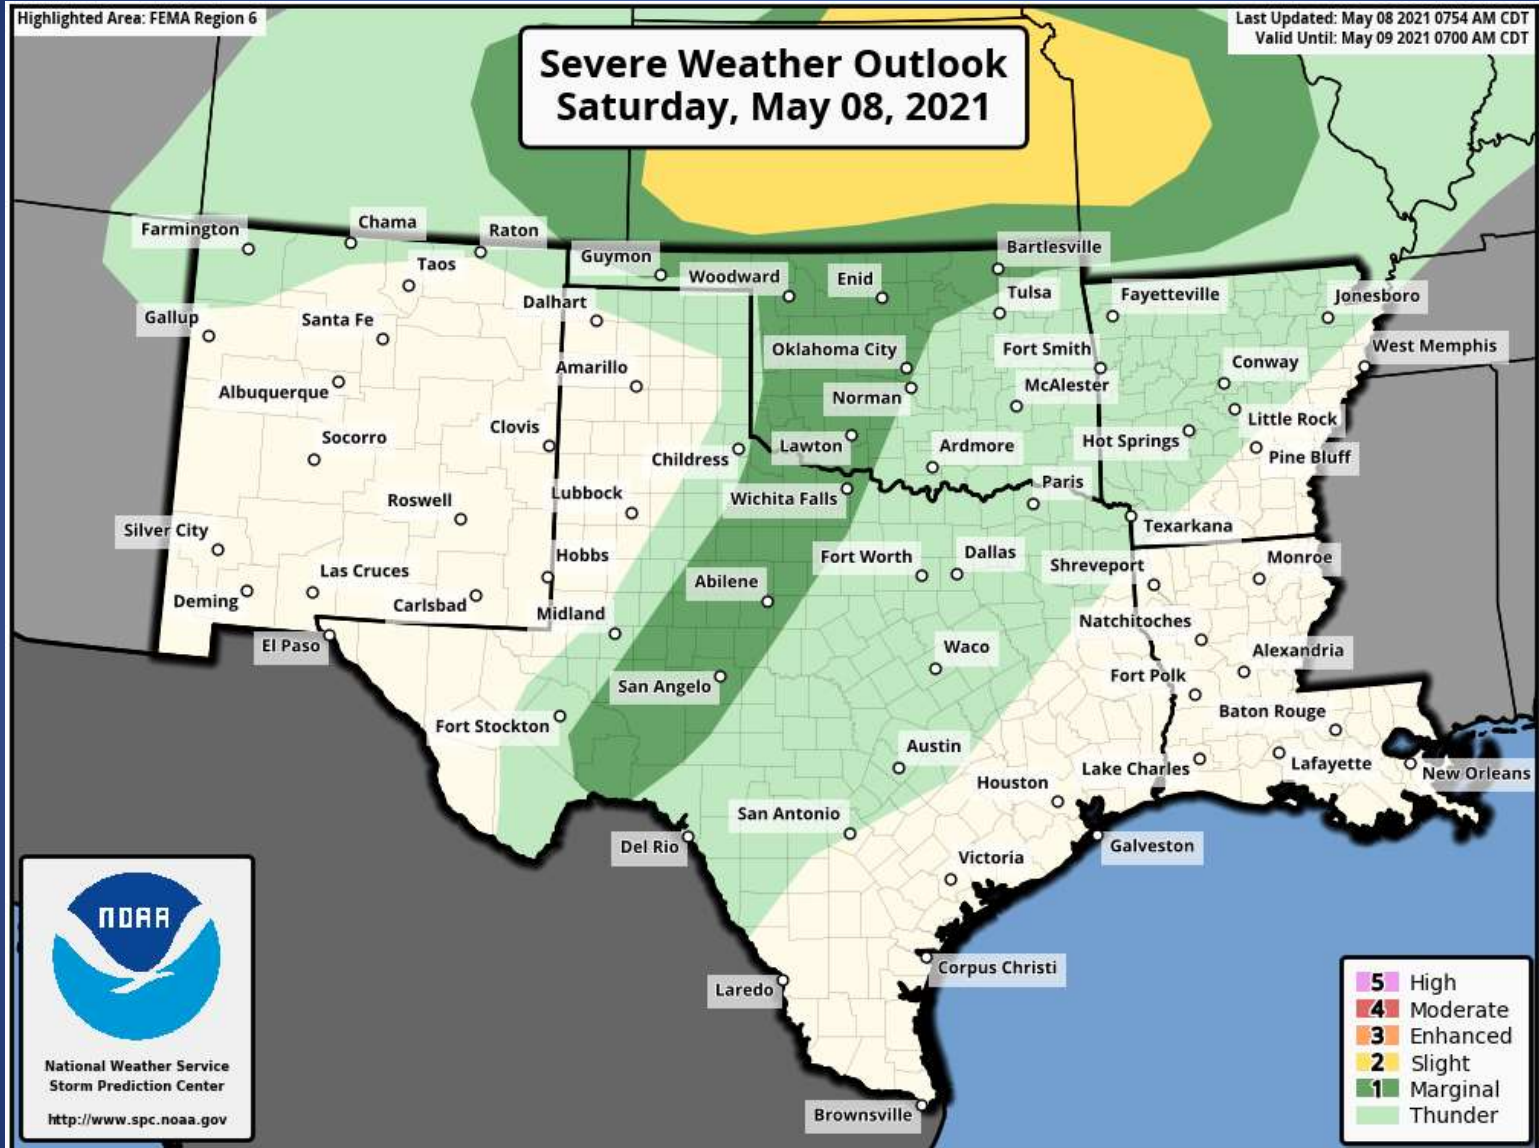 Highlighted Area: FEMA Region 6
Last Updated: May 08 2021 0754 AM CDT
Valid Until: May 09 2021 0700 AM CDT
Severe Weather Outlook
Saturday, May 08, 2021
Farmington
Chama
Raton
Taos
Guymon
Woodward
Enid
Bartlesville
Gallup
Santa Fe
Dalhart
Tulsa
Fayetteville
Jonesboro
Albuquerque
Amarillo
Oklahoma City
Fort Smith
Conway
West Memphis
Norman
McAlester
Socorro
Clovis
Childress
Lawton
Ardmore
Hot Springs
Little Rock
Pine Bluff
Roswell
Lubbock
Wichita Falls
Paris
Texarkana
Silver City
Hobbs
Fort Worth
Dallas
Shreveport
Monroe
Las Cruces
Deming
Carlsbad
Midland
Abilene
Natchitoches
El Paso
San Angelo
Waco
Alexandria
Fort Polk
Fort Stockton
Austin
Baton Rouge
Houston
Lake Charles
Lafayette
New Orleans
San Antonio
Del Rio
Victoria
Galveston
Laredo
Corpus Christi
Brownsville
NOAA
National Weather Service
Storm Prediction Center
http://www.spc.noaa.gov
5 High
4 Moderate
3 Enhanced
2 Slight
1 Marginal
Thunder